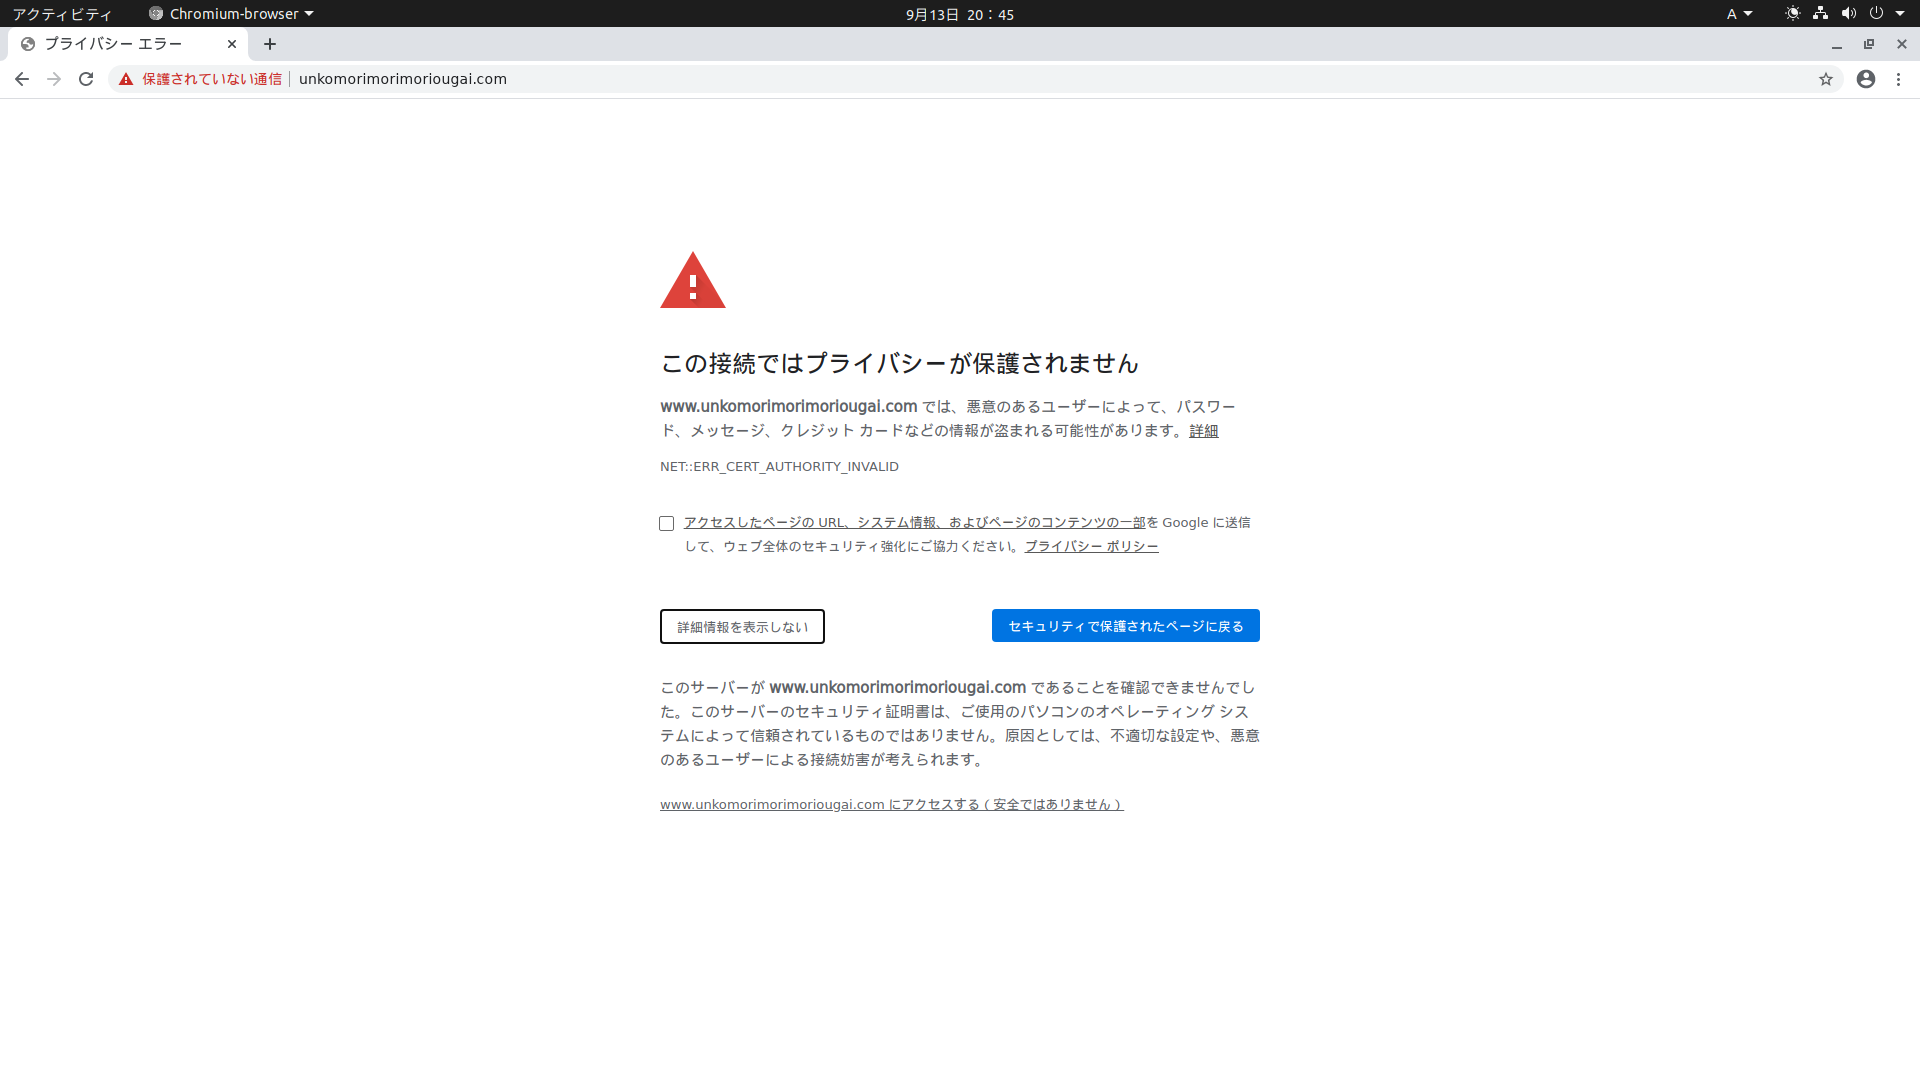 アクティビティ Chromium-browser 9月13日 20：45 A
プライバシー エラー
保護されていない通信 unkomorimorimoriougai.com
この接続ではプライバシーが保護されません
www.unkomorimorimoriougai.com では、悪意のあるユーザーによって、パスワー
ド、メッセージ、クレジット カードなどの情報が盗まれる可能性があります。詳細
NET::ERR_CERT_AUTHORITY_INVALID
アクセスしたページの URL、システム情報、およびページのコンテンツの一部を Google に送信
して、ウェブ全体のセキュリティ強化にご協力ください。プライバシー ポリシー
詳細情報を表示しない セキュリティで保護されたページに戻る
このサーバーが www.unkomorimorimoriougai.com であることを確認できませんでし
た。このサーバーのセキュリティ証明書は、ご使用のパソコンのオペレーティング シス
テムによって信頼されているものではありません。原因としては、不適切な設定や、悪意
のあるユーザーによる接続妨害が考えられます。
www.unkomorimorimoriougai.com にアクセスする（安全ではありません）